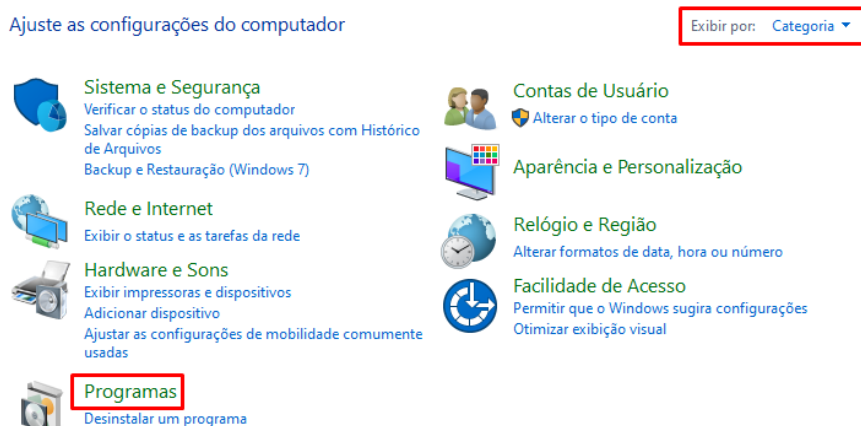 Ajuste as configurações do computador
Exibir por: Categoria
Sistema e Segurança
Verificar o status do computador
Salvar cópias de backup dos arquivos com Histórico
de Arquivos
Backup e Restauração (Windows 7)
Rede e Internet
Exibir o status e as tarefas da rede
Hardware e Sons
Exibir impressoras e dispositivos
Adicionar dispositivo
Ajustar as configurações de mobilidade comumente
usadas
Programas
Desinstalar um programa
Contas de Usuário
Alterar o tipo de conta
Aparência e Personalização
Relógio e Região
Alterar formatos de data, hora ou número
Facilidade de Acesso
Permitir que o Windows sugira configurações
Otimizar exibição visual